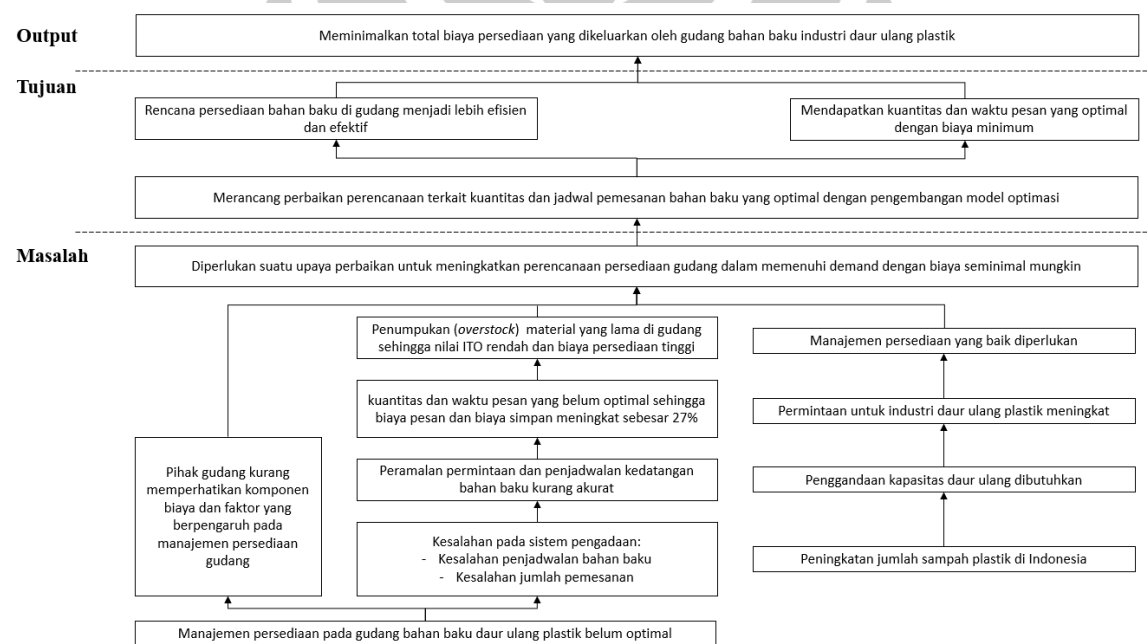 Output
Meminimalkan total biaya persediaan yang dikeluarkan oleh gudang bahan baku industri daur ulang plastik
Tujuan
Rencana persediaan bahan baku di gudang menjadi lebih efisien
dan efektif
Mendapatkan kuantitas dan waktu pesan yang optimal
dengan biaya minimum
Merancang perbaikan perencanaan terkait kuantitas dan jadwal pemesanan bahan baku yang optimal dengan pengembangan model optimasi
Masalah
Diperlukan suatu upaya perbaikan untuk meningkatkan perencanaan persediaan gudang dalam memenuhi demand dengan biaya seminimal mungkin
Pihak gudang kurang
memperhatikan komponen
biaya dan faktor yang
berpengaruh pada
manajemen persediaan
gudang
Penumpukan (overstock) material yang lama di gudang
sehingga nilai ITO rendah dan biaya persediaan tinggi
kuantitas dan waktu pesan yang belum optimal sehingga
biaya pesan dan biaya simpan meningkat sebesar 27%
Peramalan permintaan dan penjadwalan kedatangan
bahan baku kurang akurat
Kesalahan pada sistem pengadaan:
- Kesalahan penjadwalan bahan baku
- Kesalahan jumlah pemesanan
Manajemen persediaan yang baik diperlukan
Permintaan untuk industri daur ulang plastik meningkat
Penggandaan kapasitas daur ulang dibutuhkan
Peningkatan jumlah sampah plastik di Indonesia
Manajemen persediaan pada gudang bahan baku daur ulang plastik belum optimal